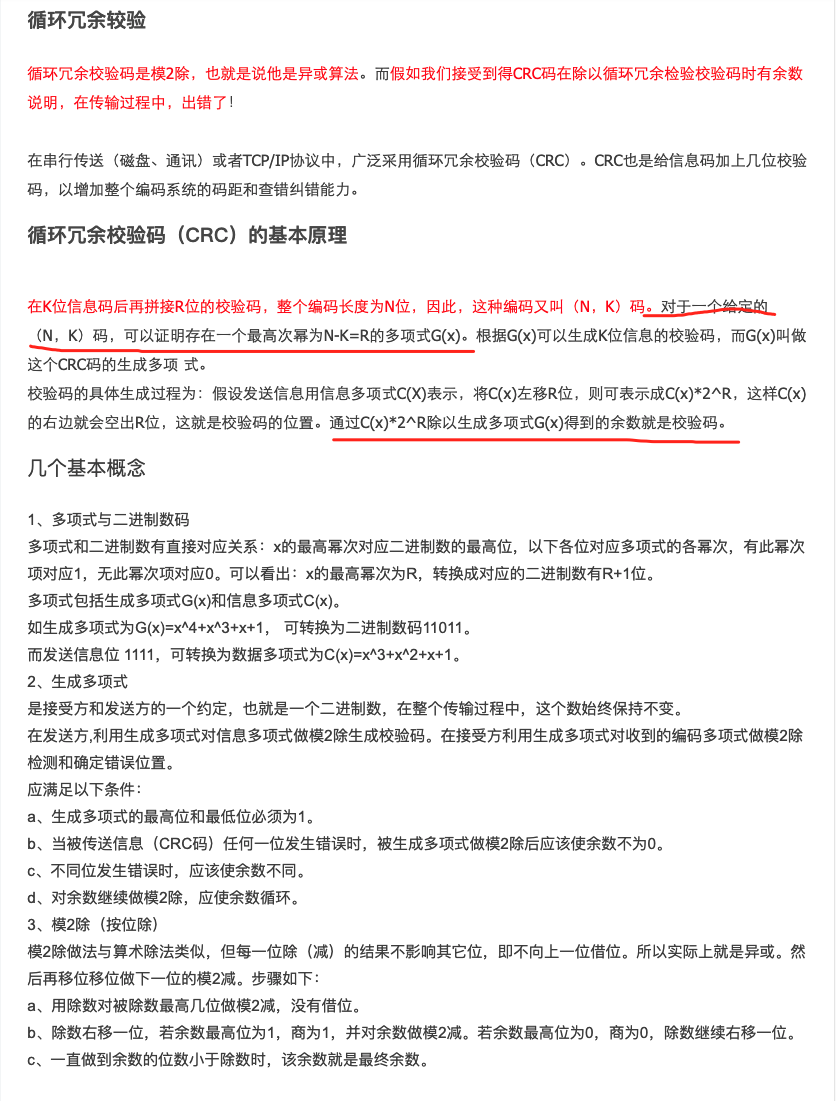 循环冗余较验
循环冗余校验码是模2除，也就是说他是异或算法。而假如我们接受到得CRC码在除以循环冗余检验校验码时有余数
说明，在传输过程中，出错了！
在串行传送（磁盘、通讯）或者TCP/IP协议中，广泛采用循环冗余校验码（CRC）。CRC也是给信息码加上几位校验
码，以增加整个编码系统的码距和查错纠错能力。
循环冗余校验码（CRC）的基本原理
在K位信息码后再拼接R位的校验码，整个编码长度为N位，因此，这种编码又叫（N，K）码。对于一个给定的
（N，K）码，可以证明存在一个最高次幂为N-K=R的多项式G(x)。根据G(x)可以生成K位信息的校验码，而G(x)叫做
这个CRC码的生成多项 式。
校验码的具体生成过程为：假设发送信息用信息多项式C(X)表示，将C(x)左移R位，则可表示成C(x)*2^R，这样C(x)
的右边就会空出R位，这就是校验码的位置。通过C(x)*2^R除以生成多项式G(x)得到的余数就是校验码。
几个基本概念
1、多项式与二进制数码
多项式和二进制数有直接对应关系：x的最高幂次对应二进制数的最高位，以下各位对应多项式的各幂次，有此幂次
项对应1，无此幂次项对应0。可以看出：x的最高幂次为R，转换成对应的二进制数有R+1位。
多项式包括生成多项式G(x)和信息多项式C(x)。
如生成多项式为G(x)=x^4+x^3+x+1， 可转换为二进制数码11011。
而发送信息位 1111，可转换为数据多项式为C(x)=x^3+x^2+x+1。
2、生成多项式
是接受方和发送方的一个约定，也就是一个二进制数，在整个传输过程中，这个数始终保持不变。
在发送方,利用生成多项式对信息多项式做模2除生成校验码。在接受方利用生成多项式对收到的编码多项式做模2除
检测和确定错误位置。
应满足以下条件：
a、生成多项式的最高位和最低位必须为1。
b、当被传送信息（CRC码）任何一位发生错误时，被生成多项式做模2除后应该使余数不为0。
c、不同位发生错误时，应该使余数不同。
d、对余数继续做模2除，应使余数循环。
3、模2除（按位除）
模2除做法与算术除法类似，但每一位除（减）的结果不影响其它位，即不向上一位借位。所以实际上就是异或。然
后再移位移位做下一位的模2减。步骤如下：
a、用除数对被除数最高几位做模2减，没有借位。
b、除数右移一位，若余数最高位为1，商为1，并对余数做模2减。若余数最高位为0，商为0，除数继续右移一位。
c、一直做到余数的位数小于除数时，该余数就是最终余数。